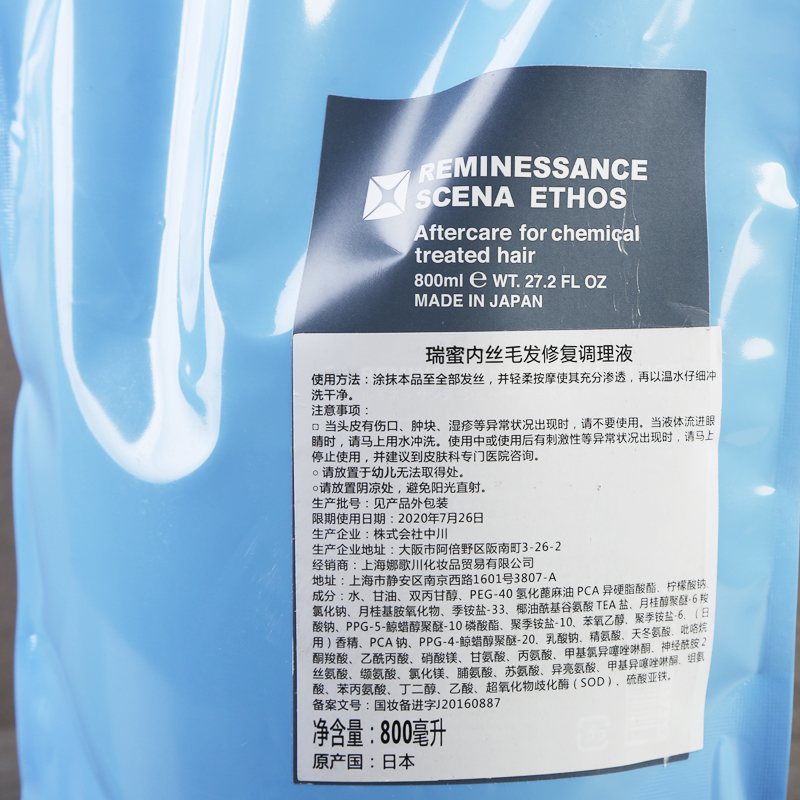 REMINESSANCE
SCENA ETHOS
Aftercare for chemical
treated hair
800ml ℮ WT. 27.2 FL OZ
MADE IN JAPAN
瑞蜜内丝毛发修复调理液
使用方法：涂抹本品至全部发丝，并轻柔按摩使其充分渗透，再以温水仔细冲
洗干净。
注意事项：
□ 当头皮有伤口、肿块、湿疹等异常状况出现时，请不要使用。当液体流进眼
睛时，请马上用水冲洗。使用中或使用后有刺激性等异常状况出现时，请马上
停止使用，并建议到皮肤科专门医院咨询。
○ 请放置于幼儿无法取得处。
○请放置阴凉处，避免阳光直射。
生产批号：见产品外包装
限期使用日期：2020年7月26日
生产企业：株式会社中川
生产企业地址：大阪市阿倍野区阪南町3-26-2
经销商：上海娜歌川化妆品贸易有限公司
地址：上海市静安区南京西路1601号3807-A
成分：水、甘油、双丙甘醇、PEG-40 氢化蓖麻油 PCA 异硬脂酸酯、柠檬酸钠、
氯化钠、月桂基胺氧化物、季铵盐-33、椰油酰基谷氨酸 TEA 盐、月桂醇聚醚-6 羧
酸钠、PPG-5-鲸蜡醇聚醚-10 磷酸酯、聚季铵盐-10、苯氧乙醇、聚季铵盐-6、（日
用）香精、PCA 钠、PPG-4-鲸蜡醇聚醚-20、乳酸钠、精氨酸、天冬氨酸、吡咯烷
酮羧酸、乙酰丙酸、硝酸镁、甘氨酸、丙氨酸、甲基氯异噻唑啉酮、神经酰胺 2
丝氨酸、缬氨酸、氯化镁、脯氨酸、苏氨酸、异亮氨酸、甲基异噻唑啉酮、组氨
酸、苯丙氨酸、丁二醇、乙酸、超氧化物歧化酶（SOD）、硫酸亚铁。
备案文号：国妆备进字J20160887
净含量：800毫升
原产国：日本